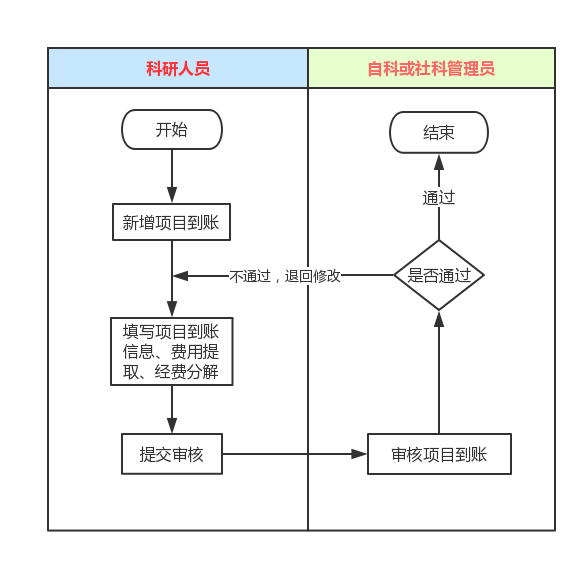 科研人员
自科或社科管理员
开始
结束
通过
新增项目到账
不通过，退回修改
是否通过
填写项目到账
信息、费用提
取、经费分解
提交审核
审核项目到账